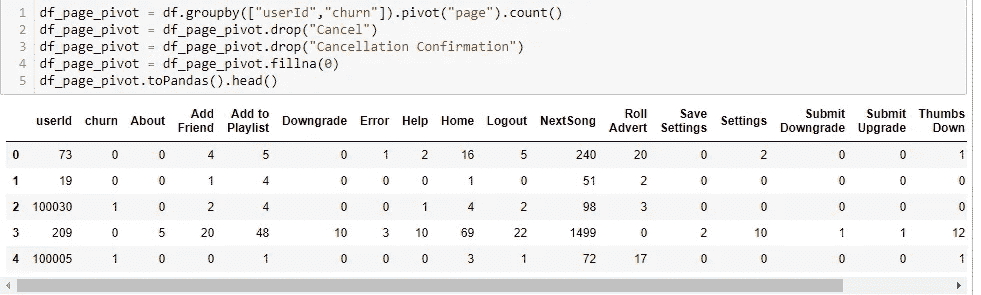 1 df_page_pivot = df.groupby(["userId","churn"]).pivot("page").count()
2 df_page_pivot = df_page_pivot.drop("Cancel")
3 df_page_pivot = df_page_pivot.drop("Cancellation Confirmation")
4 df_page_pivot = df_page_pivot.fillna(0)
5 df_page_pivot.toPandas().head()
userId churn About Add Friend Add to Playlist Downgrade Error Help Home Logout NextSong Roll Advert Save Settings Settings Submit Downgrade Submit Upgrade Thumbs Down
0 73 0 0 4 5 0 1 2 16 5 240 20 0 2 0 0 1
1 19 0 0 1 4 0 0 0 1 0 51 2 0 0 0 0 0
2 100030 1 0 2 4 0 0 1 4 2 98 3 0 0 0 0 0
3 209 0 5 20 48 10 3 10 69 22 1499 0 2 10 1 1 12
4 100005 1 0 0 1 0 0 0 3 1 72 17 0 0 0 0 1